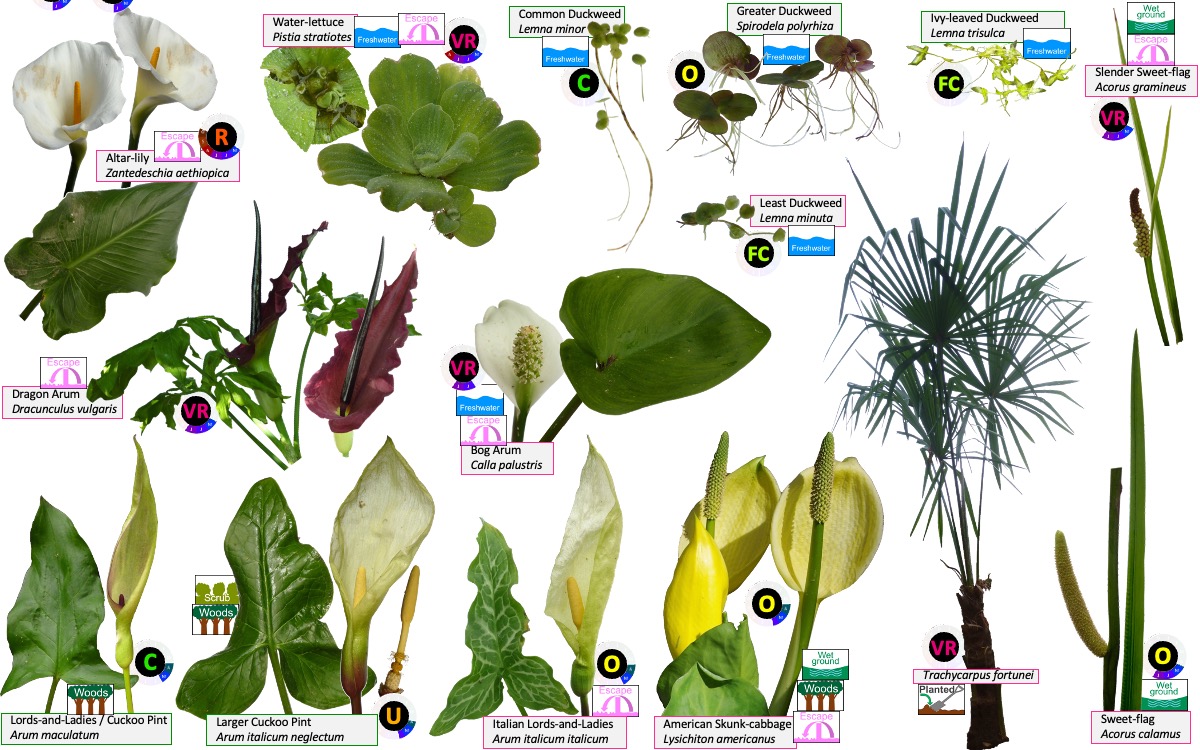 Water-lettuce
Pistia stratiotes
Freshwater
Escape
VR
Common Duckweed
Lemna minor
Freshwater
C
Greater Duckweed
Spirodela polyrhiza
Freshwater
O
Ivy-leaved Duckweed
Lemna trisulca
Freshwater
FC
Wet
ground
Escape
Slender Sweet-flag
Acorus gramineus
VR
Altar-lily
Zantedeschia aethiopica
Escape
R
Least Duckweed
Lemna minuta
FC
Freshwater
Escape
Dragon Arum
Dracunculus vulgaris
VR
VR
Freshwater
Escape
Bog Arum
Calla palustris
C
Woods
Lords-and-Ladies / Cuckoo Pint
Arum maculatum
Scrub
Woods
Larger Cuckoo Pint
Arum italicum neglectum
U
O
Escape
Italian Lords-and-Ladies
Arum italicum italicum
O
Wet
ground
Woods
Escape
American Skunk-cabbage
Lysichiton americanus
VR
Trachycarpus fortunei
Planted
O
Wet
ground
Sweet-flag
Acorus calamus